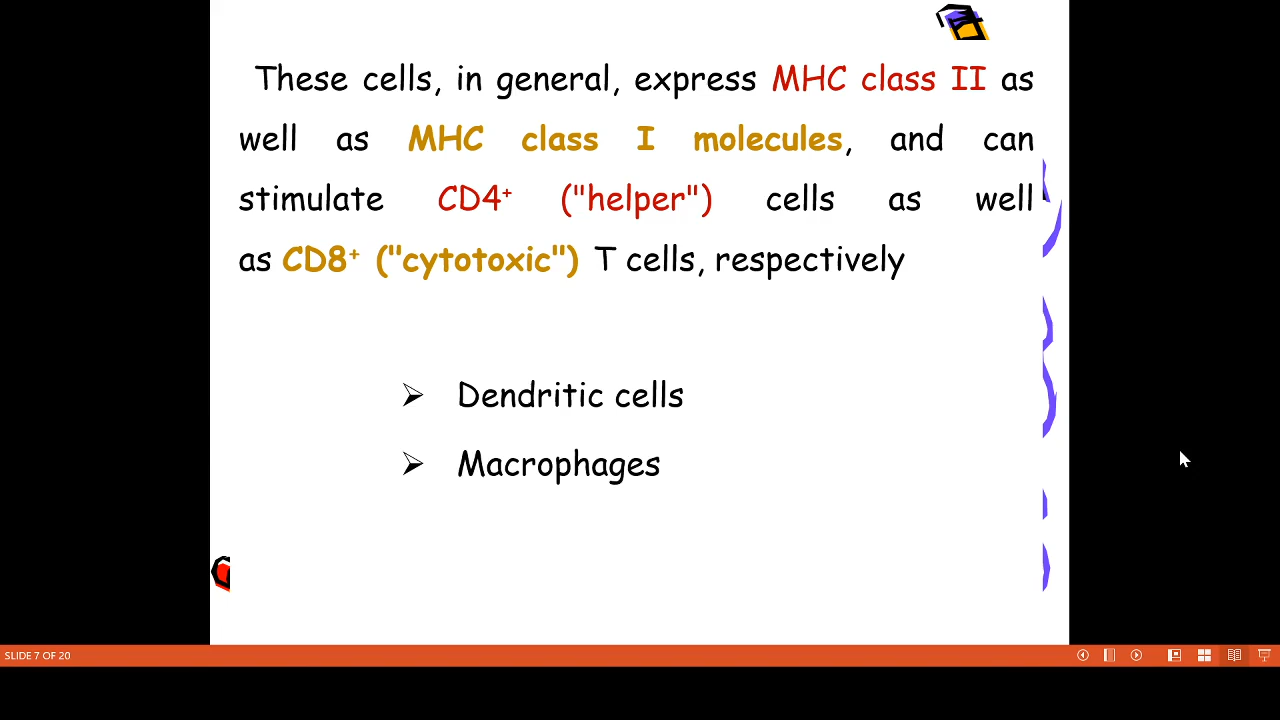 These cells, in general, express MHC class II as
well as MHC class I molecules, and can
stimulate CD4⁺ ("helper") cells as well
as CD8⁺ ("cytotoxic") T cells, respectively
➢ Dendritic cells
➢ Macrophages
SLIDE 7 OF 20